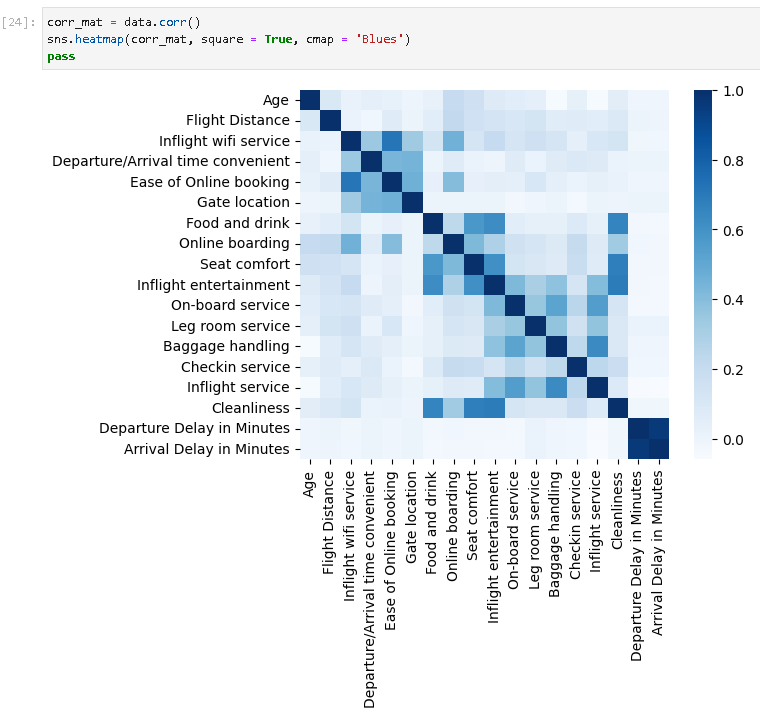 [24]:
corr_mat = data.corr()
sns.heatmap(corr_mat, square = True, cmap = 'Blues')
pass
Age
Flight Distance
Inflight wifi service
Departure/Arrival time convenient
Ease of Online booking
Gate location
Food and drink
Online boarding
Seat comfort
Inflight entertainment
On-board service
Leg room service
Baggage handling
Checkin service
Inflight service
Cleanliness
Departure Delay in Minutes
Arrival Delay in Minutes
1.0
0.8
0.6
0.4
0.2
0.0
Age
Flight Distance
Inflight wifi service
Departure/Arrival time convenient
Ease of Online booking
Gate location
Food and drink
Online boarding
Seat comfort
Inflight entertainment
On-board service
Leg room service
Baggage handling
Checkin service
Inflight service
Cleanliness
Departure Delay in Minutes
Arrival Delay in Minutes